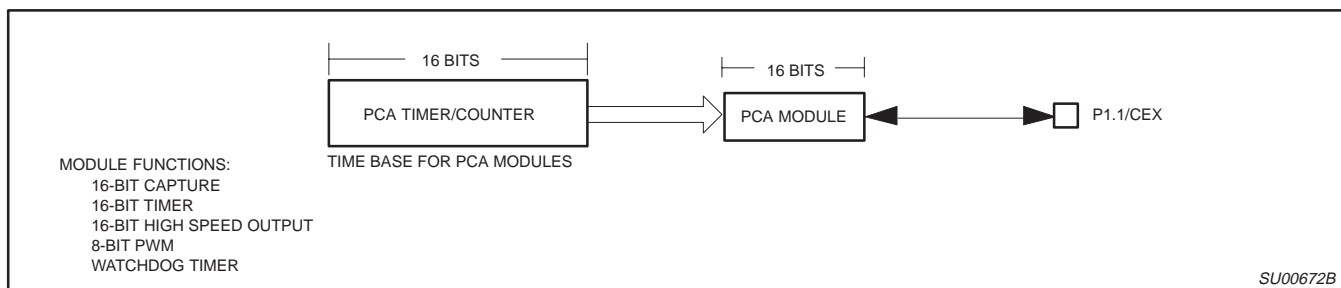 16 BITS
16 BITS
PCA TIMER/COUNTER
PCA MODULE
P1.1/CEX
TIME BASE FOR PCA MODULES
MODULE FUNCTIONS:
16-BIT CAPTURE
16-BIT TIMER
16-BIT HIGH SPEED OUTPUT
8-BIT PWM
WATCHDOG TIMER
SU00672B